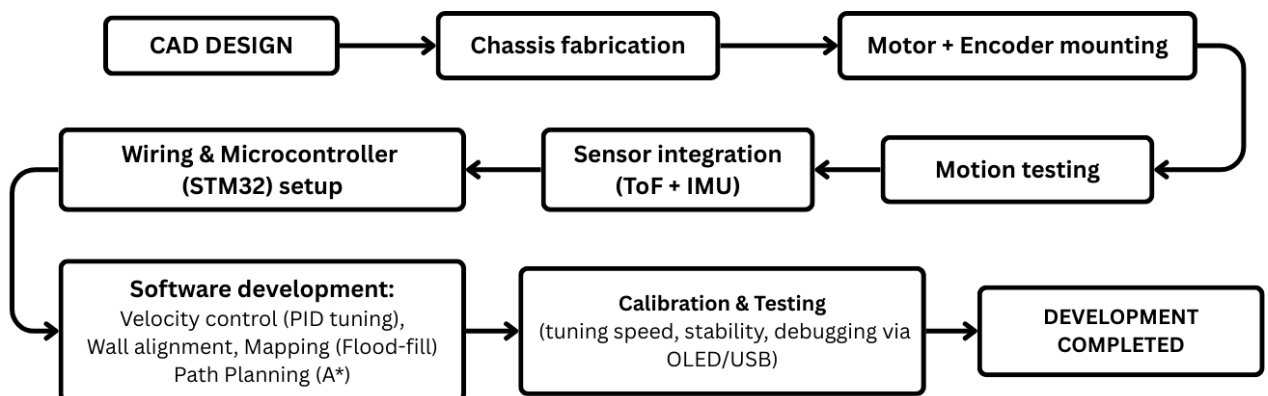 CAD DESIGN
Chassis fabrication
Motor + Encoder mounting
Motion testing
Sensor integration
(ToF + IMU)
Wiring & Microcontroller
(STM32) setup
Software development:
Velocity control (PID tuning),
Wall alignment, Mapping (Flood-fill)
Path Planning (A*)
Calibration & Testing
(tuning speed, stability, debugging via
OLED/USB)
DEVELOPMENT
COMPLETED